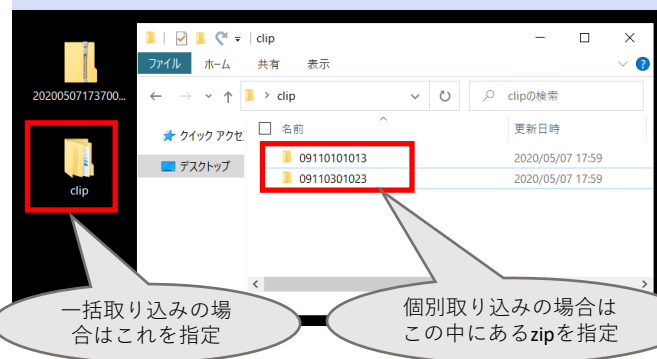 clip
ファイル ホーム 共有 表示
20200507173700...
clip
clipの検索
クイック アクセ
名前
更新日時
デスクトップ
09110101013
2020/05/07 17:59
09110301023
2020/05/07 17:59
clip
一括取り込みの場
合はこれを指定
個別取り込みの場合は
この中にあるzipを指定